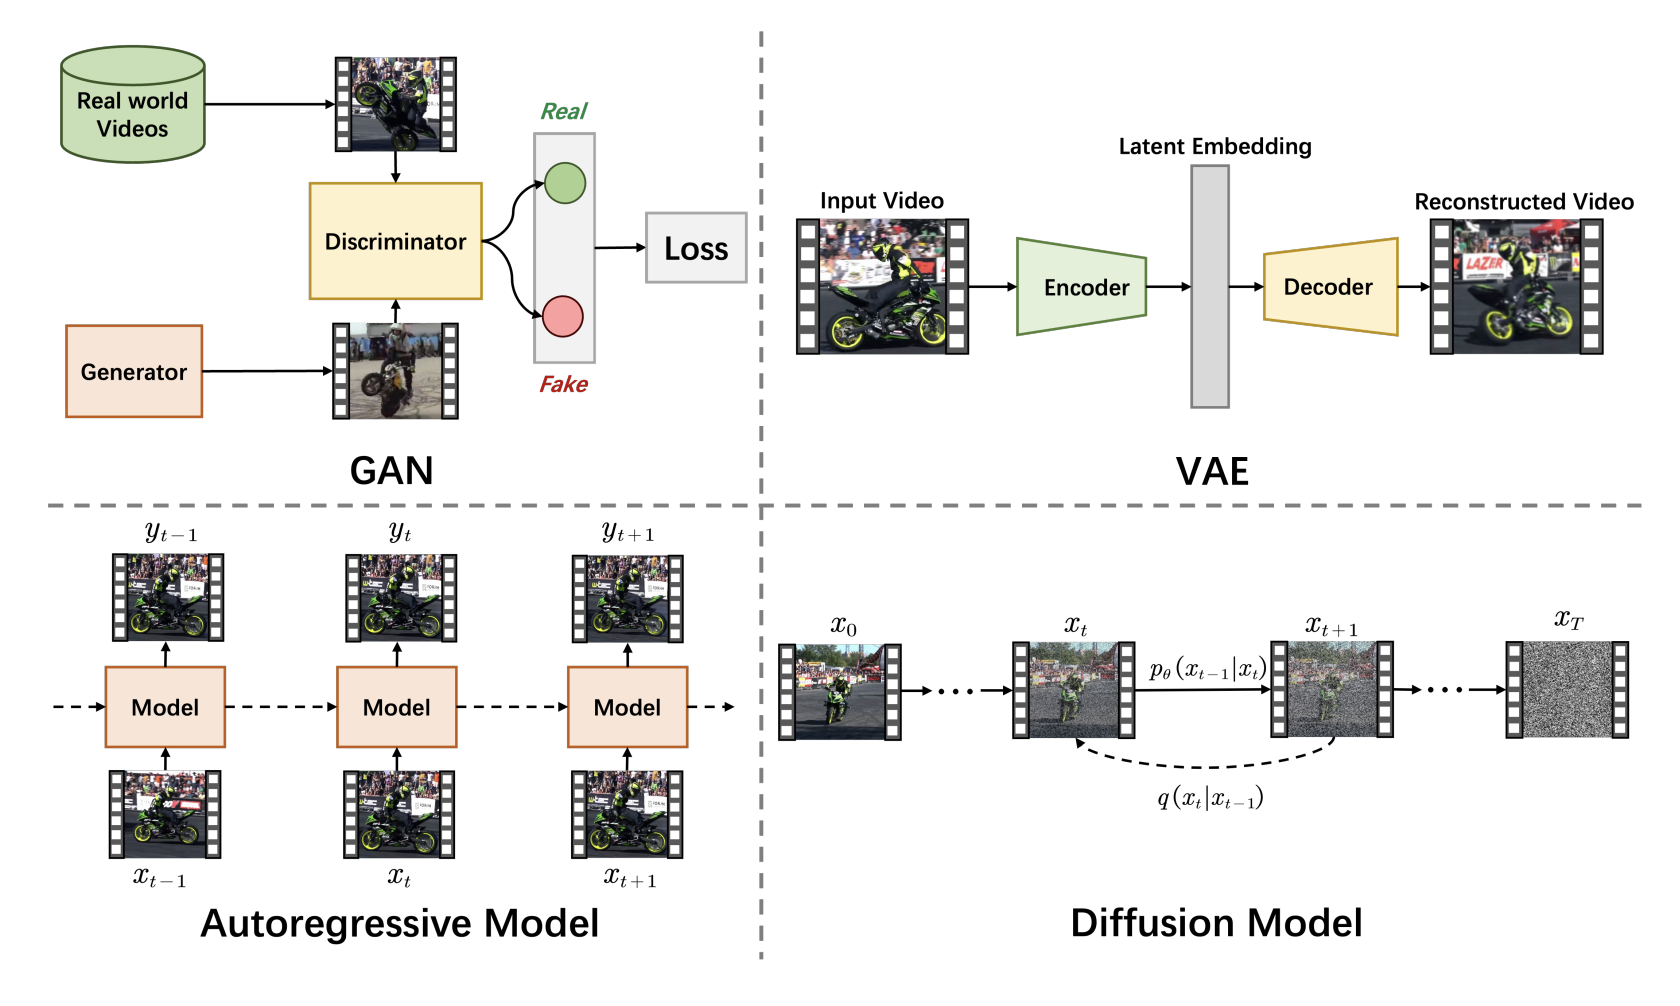 Real world
Videos
Real
Discriminator
Loss
Generator
Fake
GAN
Latent Embedding
Input Video
Reconstructed Video
LAZER
Encoder
Decoder
VAE
y_{t-1}
y_t
y_{t+1}
Model
Model
Model
x_{t-1}
x_t
x_{t+1}
Autoregressive Model
x_0
x_t
x_{t+1}
x_T
p_θ(x_{t-1}|x_t)
q(x_t|x_{t-1})
Diffusion Model